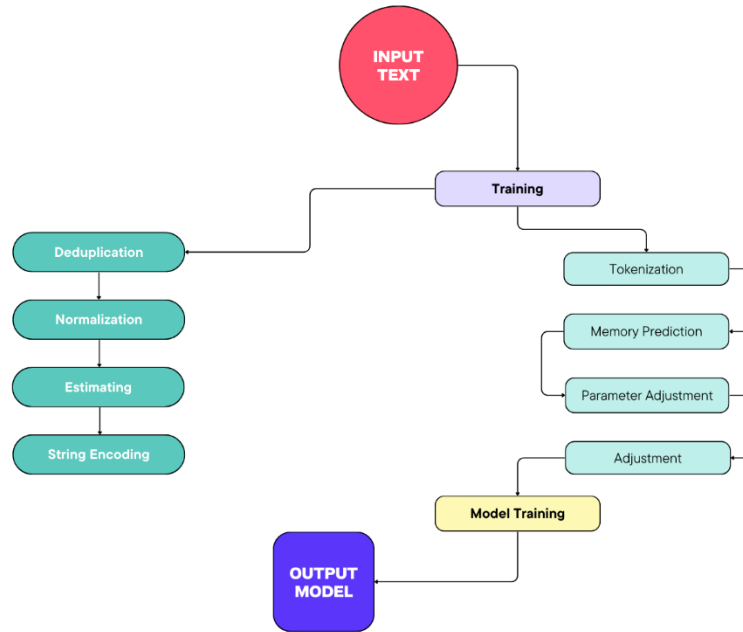 INPUT
TEXT
Training
Deduplication
Tokenization
Normalization
Memory Prediction
Estimating
Parameter Adjustment
String Encoding
Adjustment
Model Training
OUTPUT
MODEL